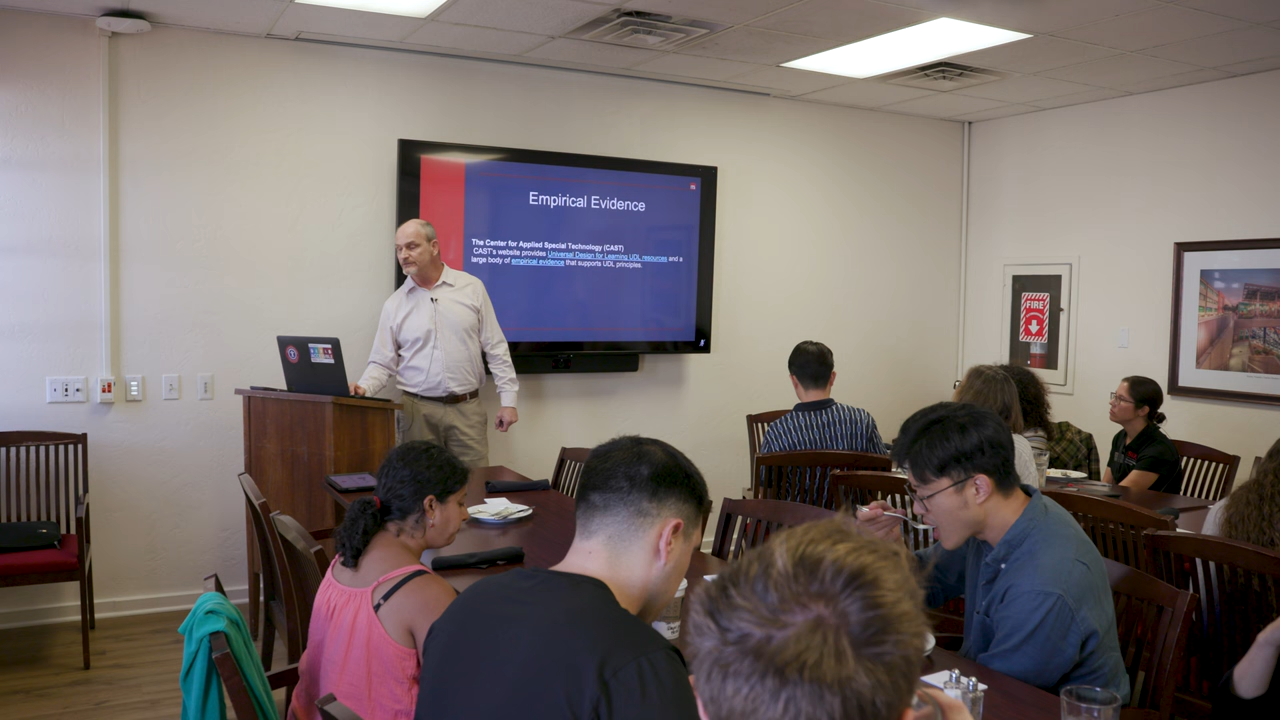 Empirical Evidence
The Center for Applied Special Technology (CAST)
CAST's website provides Universal Design for Learning UDL resources and a
large body of empirical evidence that supports UDL principles.
FIRE